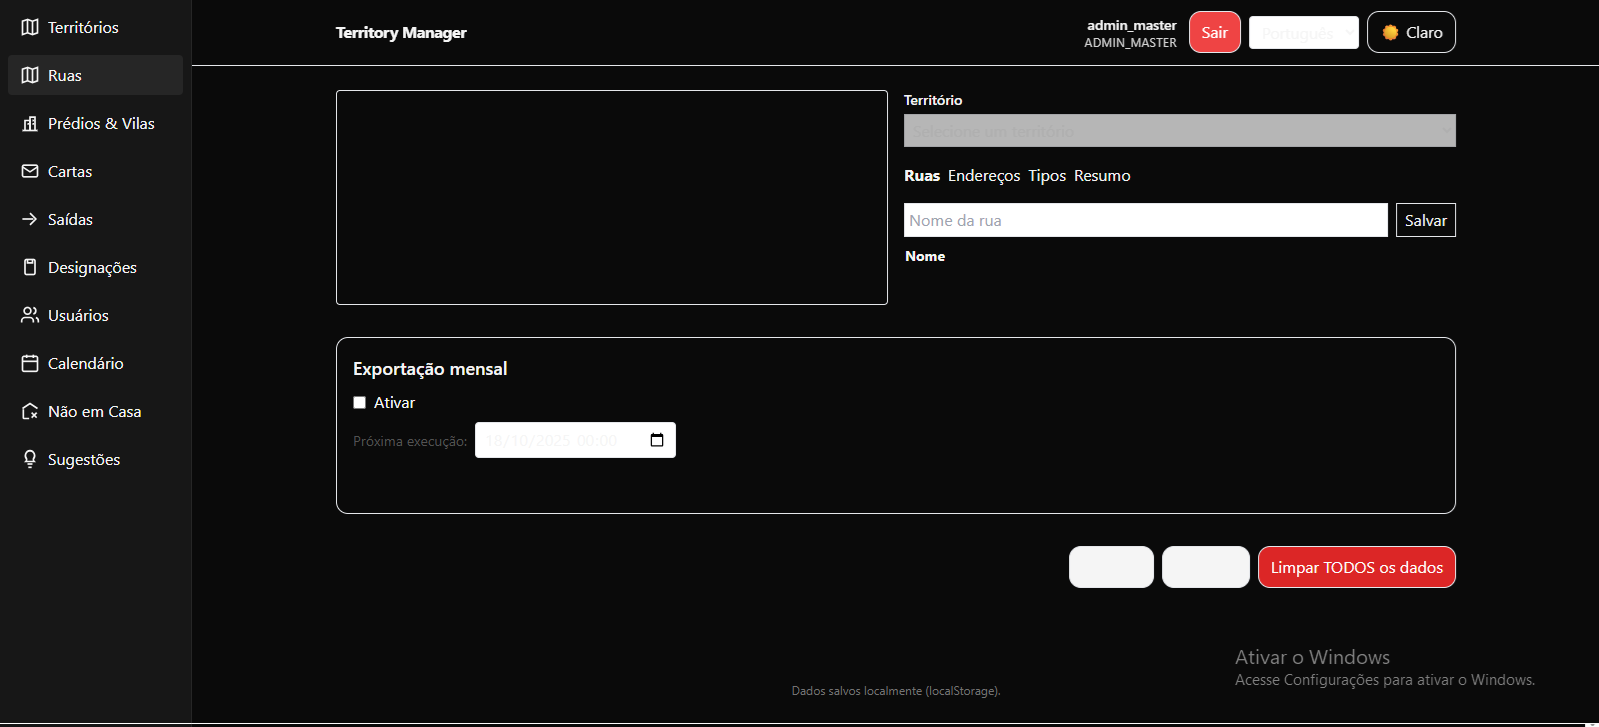 Territórios
Ruas
Prédios & Vilas
Cartas
Saídas
Designações
Usuários
Calendário
Não em Casa
Sugestões
Territory Manager
admin_master
ADMIN_MASTER
Sair
Português
Claro
Território
Selecione um território
Ruas Endereços Tipos Resumo
Nome da rua
Salvar
Nome
Exportação mensal
Ativar
Próxima execução: 18/10/2025 00:00
Limpar TODOS os dados
Dados salvos localmente (localStorage).
Ativar o Windows
Acesse Configurações para ativar o Windows.